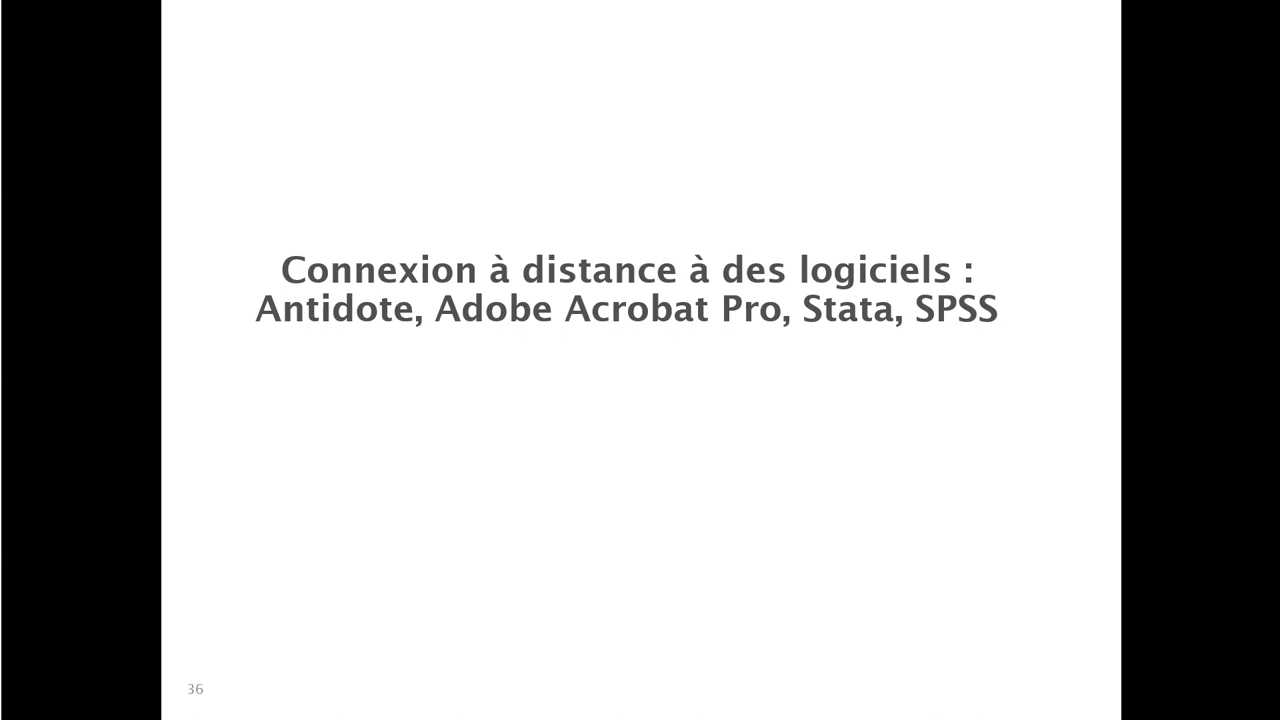 Connexion à distance à des logiciels :
Antidote, Adobe Acrobat Pro, Stata, SPSS
36